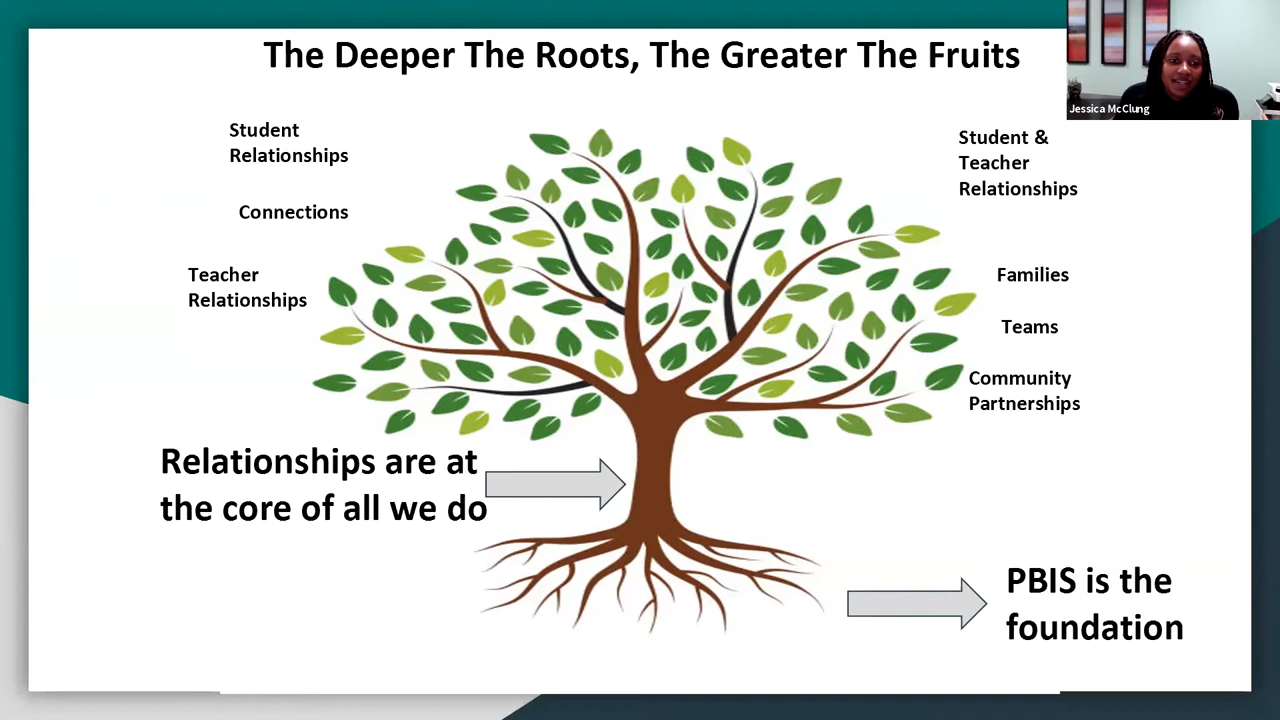 The Deeper The Roots, The Greater The Fruits
Jessica McClung
Student
Relationships
Connections
Teacher
Relationships
Student &
Teacher
Relationships
Families
Teams
Community
Partnerships
Relationships are at
the core of all we do
PBIS is the
foundation